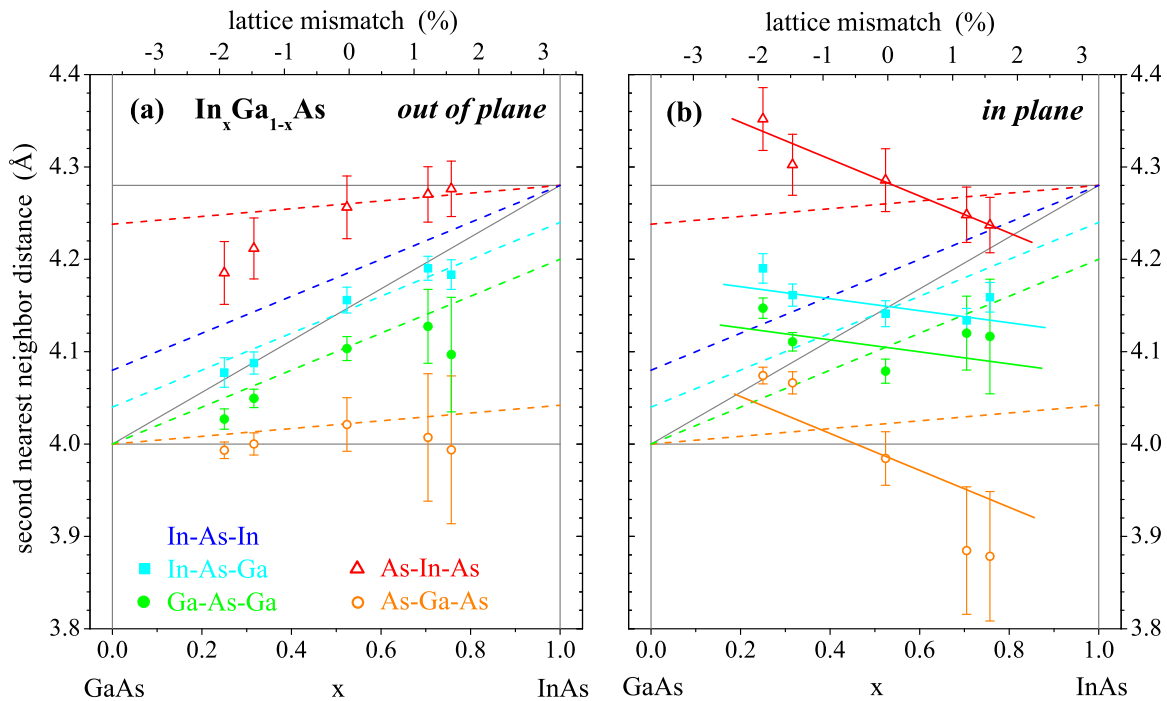 lattice mismatch (%)
lattice mismatch (%)
-3 -2 -1 0 1 2 3
-3 -2 -1 0 1 2 3
4.4
4.4
(a) In_xGa_{1-x}As out of plane
(b) in plane
4.3
4.3
4.2
4.2
4.1
4.1
4.0
4.0
3.9
3.9
3.8
3.8
second nearest neighbor distance (Å)
In-As-In
In-As-Ga
As-In-As
Ga-As-Ga
As-Ga-As
0.0 0.2 0.4 0.6 0.8 1.0
0.0 0.2 0.4 0.6 0.8 1.0
GaAs x InAs
GaAs x InAs